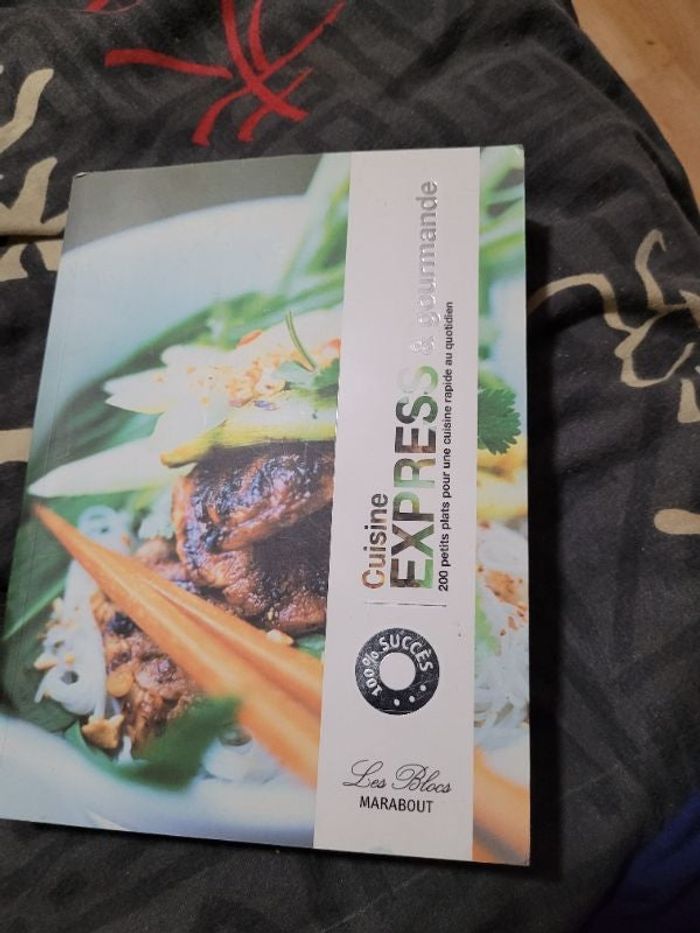 Cuisine
EXPRESS & gourmande
200 petits plats pour une cuisine rapide au quotidien
100% SUCCÈS
Les Blocs
MARABOUT